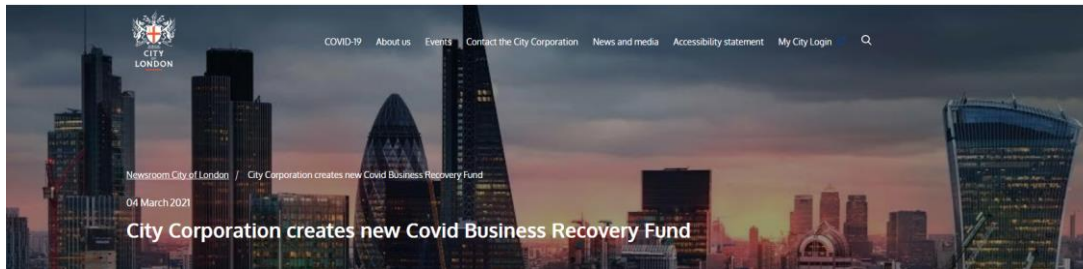 CITY
LONDON
COVID-19 About us Events Contact the City Corporation News and media Accessibility statement My City Login
Newsroom City of London / City Corporation creates new Covid Business Recovery Fund
04 March 2021
City Corporation creates new Covid Business Recovery Fund